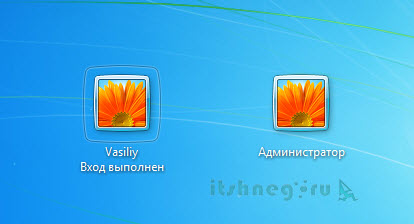 Vasiliy
Вход выполнен
Администратор
itshneg.ru